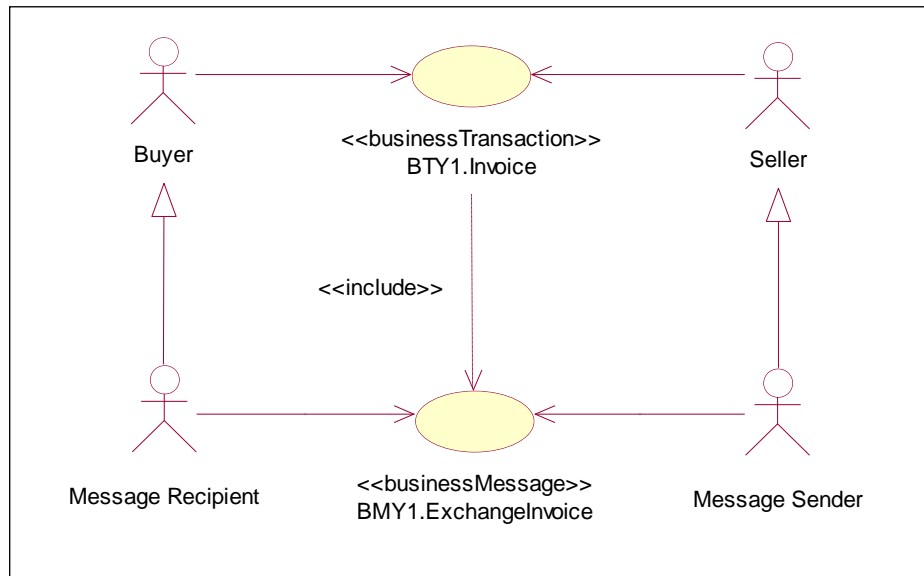 Buyer
<<businessTransaction>>
BTY1.Invoice
Seller
<<include>>
Message Recipient
<<businessMessage>>
BMY1.ExchangeInvoice
Message Sender